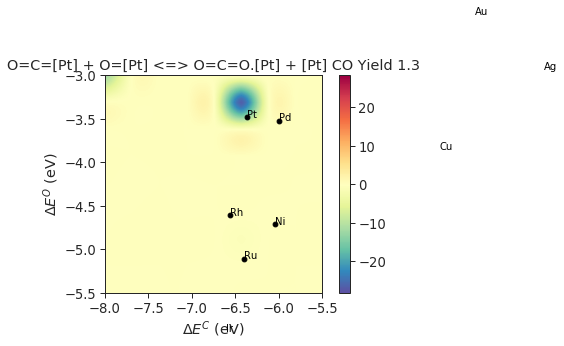 Au
O=C=[Pt] + O=[Pt] <=> O=C=O.[Pt] + [Pt] CO Yield 1.3
Ag
−3.0
−3.5
−4.0
−4.5
−5.0
−5.5
ΔE^O (eV)
Pt
Pd
Cu
Rh
Ni
Ru
20
10
0
−10
−20
−8.0 −7.5 −7.0 −6.5 −6.0 −5.5
ΔE^C (eV)
Ir